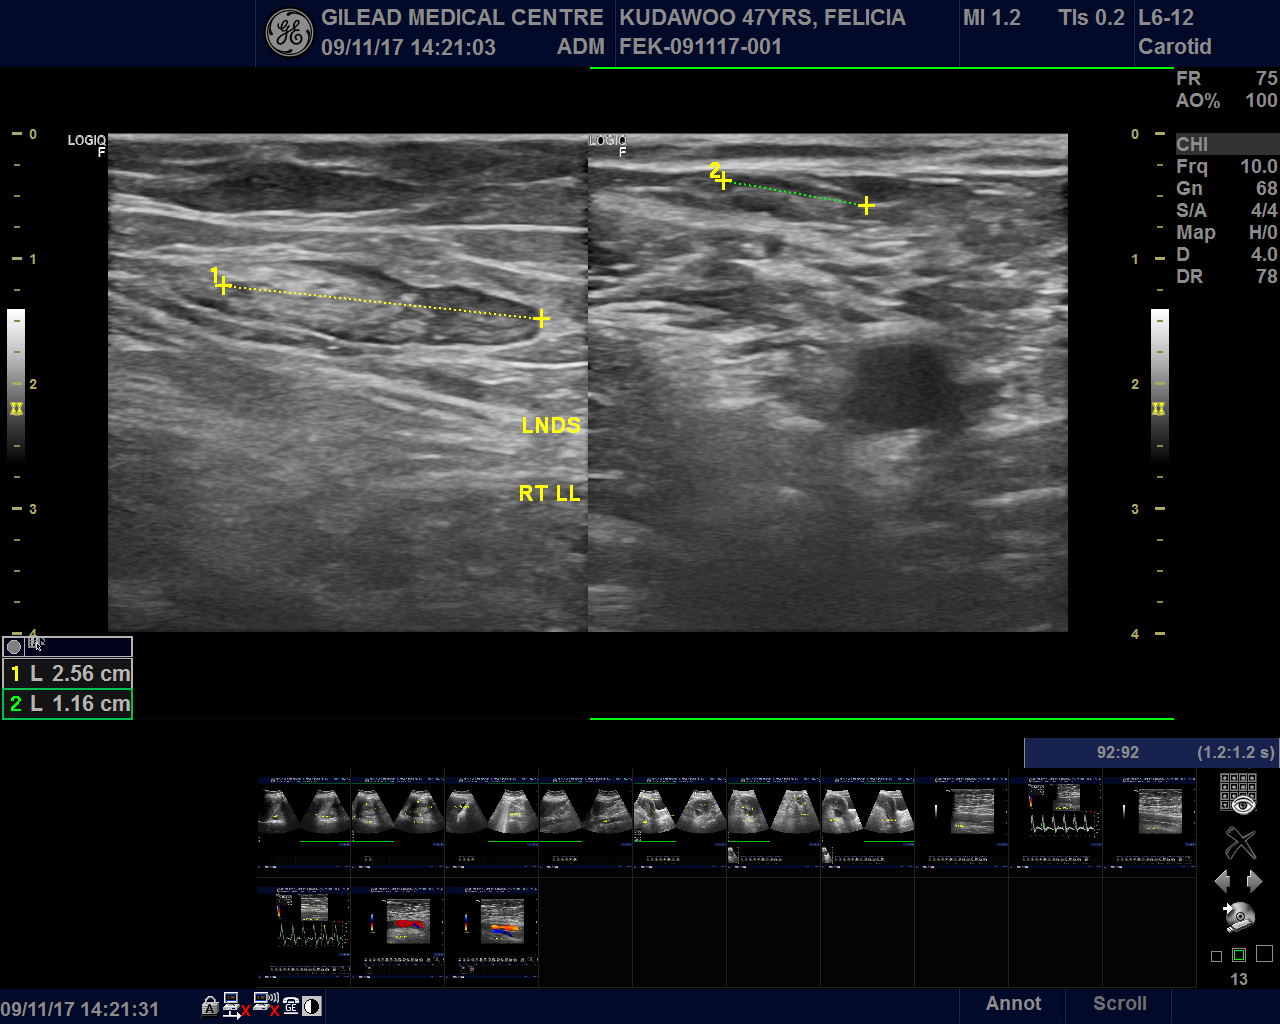 GILEAD MEDICAL CENTRE
09/11/17 14:21:03 ADM
KUDAWOO 47YRS, FELICIA
FEK-091117-001
MI 1.2 TIs 0.2
L6-12
Carotid
FR 75
AO% 100
CHI
Frq 10.0
Gn 68
S/A 4/4
Map H/0
D 4.0
DR 78
LOGIQ
F
LOGIQ
F
0
1
2
3
4
0
1
2
3
4
1
2
LNDS
RT LL
1 L 2.56 cm
2 L 1.16 cm
92:92 (1.2:1.2 s)
13
09/11/17 14:21:31
A
GE
Annot
Scroll